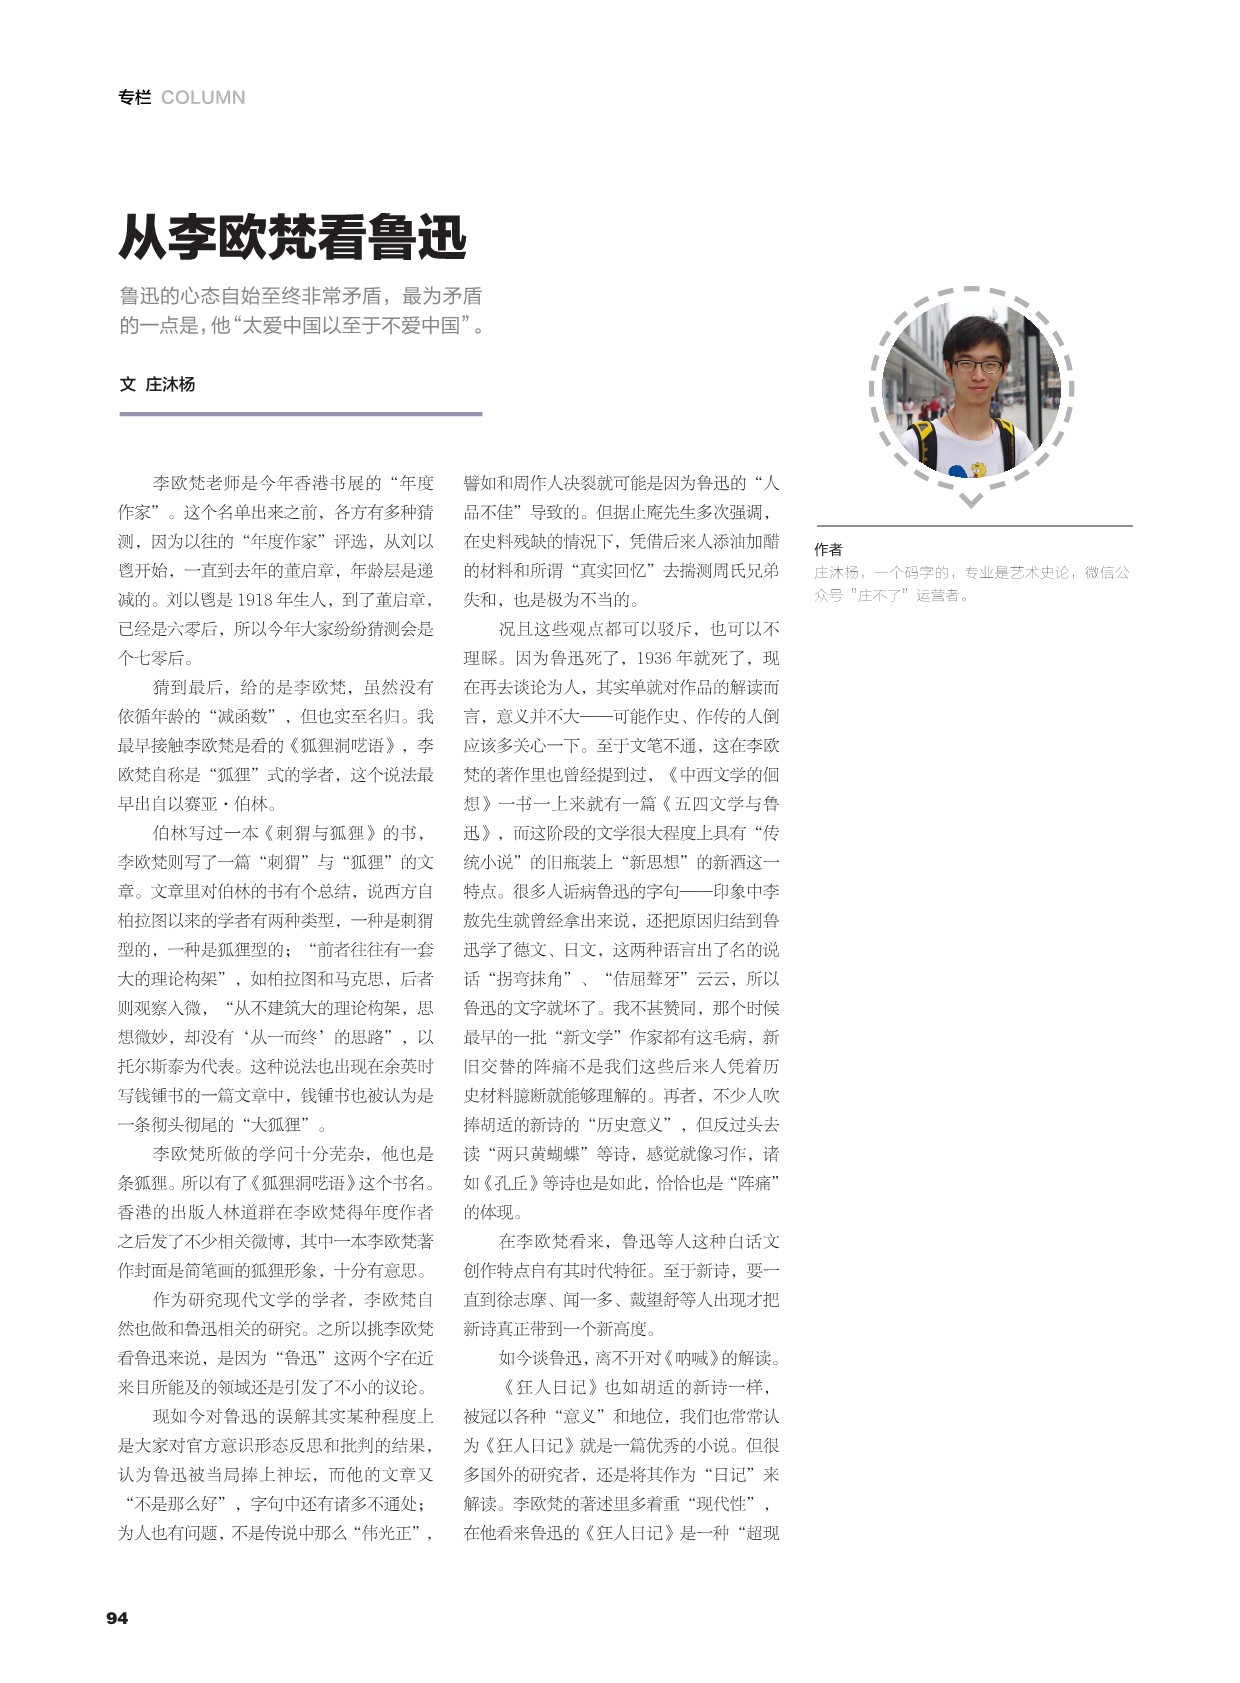 专栏 COLUMN
从李欧梵看鲁迅
鲁迅的心态自始至终非常矛盾，最为矛盾
的一点是，他“太爱中国以至于不爱中国”。
文 庄沐杨
李欧梵老师是今年香港书展的“年度
作家”。这个名单出来之前，各方有多种猜
测，因为以往的“年度作家”评选，从刘以
鬯开始，一直到去年的董启章，年龄层是递
减的。刘以鬯是 1918 年生人，到了董启章，
已经是六零后，所以今年大家纷纷猜测会是
个七零后。
猜到最后，给的是李欧梵，虽然没有
依循年龄的“减函数”，但也实至名归。我
最早接触李欧梵是看的《狐狸洞呓语》，李
欧梵自称是“狐狸”式的学者，这个说法最
早出自以赛亚·伯林。
伯林写过一本《刺猬与狐狸》的书，
李欧梵则写了一篇“刺猬”与“狐狸”的文
章。文章里对伯林的书有个总结，说西方自
柏拉图以来的学者有两种类型，一种是刺猬
型的，一种是狐狸型的；“前者往往有一套
大的理论构架”，如柏拉图和马克思，后者
则观察入微，“从不建筑大的理论构架，思
想微妙，却没有‘从一而终’的思路”，以
托尔斯泰为代表。这种说法也出现在余英时
写钱锺书的一篇文章中，钱锺书也被认为是
一条彻头彻尾的“大狐狸”。
李欧梵所做的学问十分芜杂，他也是
条狐狸。所以有了《狐狸洞呓语》这个书名。
香港的出版人林道群在李欧梵得年度作者
之后发了不少相关微博，其中一本李欧梵著
作封面是简笔画的狐狸形象，十分有意思。
作为研究现代文学的学者，李欧梵自
然也做和鲁迅相关的研究。之所以挑李欧梵
看鲁迅来说，是因为“鲁迅”这两个字在近
来目所能及的领域还是引发了不小的议论。
现如今对鲁迅的误解其实某种程度上
是大家对官方意识形态反思和批判的结果，
认为鲁迅被当局捧上神坛，而他的文章又
“不是那么好”，字句中还有诸多不通处；
为人也有问题，不是传说中那么“伟光正”，
譬如和周作人决裂就可能是因为鲁迅的“人
品不佳”导致的。但据止庵先生多次强调，
在史料残缺的情况下，凭借后来人添油加醋
的材料和所谓“真实回忆”去揣测周氏兄弟
失和，也是极为不当的。
况且这些观点都可以驳斥，也可以不
理睬。因为鲁迅死了，1936 年就死了，现
在再去谈论为人，其实单就对作品的解读而
言，意义并不大——可能作史、作传的人倒
应该多关心一下。至于文笔不通，这在李欧
梵的著作里也曾经提到过，《中西文学的徊
想》一书一上来就有一篇《五四文学与鲁
迅》，而这阶段的文学很大程度上具有“传
统小说”的旧瓶装上“新思想”的新酒这一
特点。很多人诟病鲁迅的字句——印象中李
敖先生就曾经拿出来说，还把原因归结到鲁
迅学了德文、日文，这两种语言出了名的说
话“拐弯抹角”、“佶屈聱牙”云云，所以
鲁迅的文字就坏了。我不甚赞同，那个时候
最早的一批“新文学”作家都有这毛病，新
旧交替的阵痛不是我们这些后来人凭着历
史材料臆断就能够理解的。再者，不少人吹
捧胡适的新诗的“历史意义”，但反过头去
读“两只黄蝴蝶”等诗，感觉就像习作，诸
如《孔丘》等诗也是如此，恰恰也是“阵痛”
的体现。
在李欧梵看来，鲁迅等人这种白话文
创作特点自有其时代特征。至于新诗，要一
直到徐志摩、闻一多、戴望舒等人出现才把
新诗真正带到一个新高度。
如今谈鲁迅，离不开对《呐喊》的解读。
《狂人日记》也如胡适的新诗一样，
被冠以各种“意义”和地位，我们也常常认
为《狂人日记》就是一篇优秀的小说。但很
多国外的研究者，还是将其作为“日记”来
解读。李欧梵的著述里多着重“现代性”，
在他看来鲁迅的《狂人日记》是一种“超现
作者
庄沐杨，一个码字的，专业是艺术史论，微信公
众号 ”庄不了” 运营者。
94